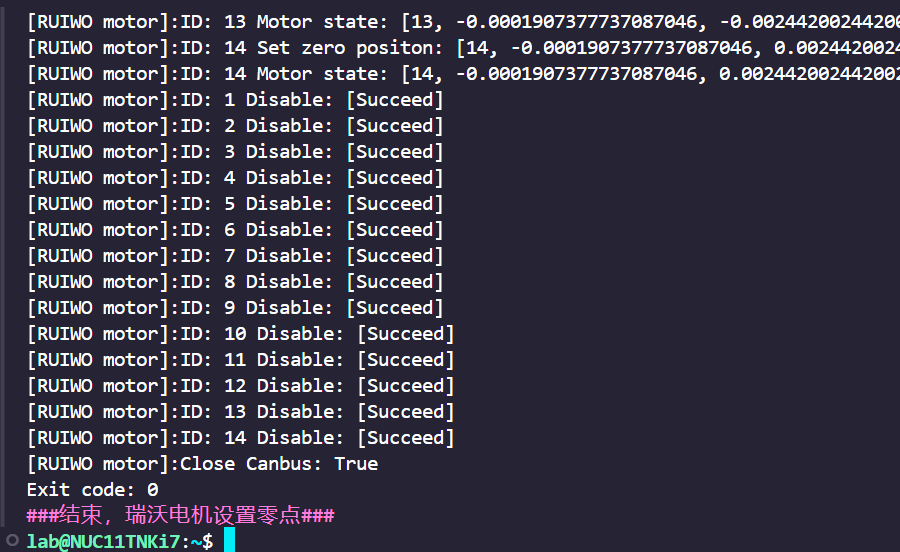 [RUIWO motor]:ID: 13 Motor state: [13, -0.0001907377737087046, -0.00244200244200
[RUIWO motor]:ID: 14 Set zero positon: [14, -0.0001907377737087046, 0.0024420024
[RUIWO motor]:ID: 14 Motor state: [14, -0.0001907377737087046, 0.002442002442002
[RUIWO motor]:ID: 1 Disable: [Succeed]
[RUIWO motor]:ID: 2 Disable: [Succeed]
[RUIWO motor]:ID: 3 Disable: [Succeed]
[RUIWO motor]:ID: 4 Disable: [Succeed]
[RUIWO motor]:ID: 5 Disable: [Succeed]
[RUIWO motor]:ID: 6 Disable: [Succeed]
[RUIWO motor]:ID: 7 Disable: [Succeed]
[RUIWO motor]:ID: 8 Disable: [Succeed]
[RUIWO motor]:ID: 9 Disable: [Succeed]
[RUIWO motor]:ID: 10 Disable: [Succeed]
[RUIWO motor]:ID: 11 Disable: [Succeed]
[RUIWO motor]:ID: 12 Disable: [Succeed]
[RUIWO motor]:ID: 13 Disable: [Succeed]
[RUIWO motor]:ID: 14 Disable: [Succeed]
[RUIWO motor]:Close Canbus: True
Exit code: 0
###结束，瑞沃电机设置零点###
lab@NUC11TNKi7:~$